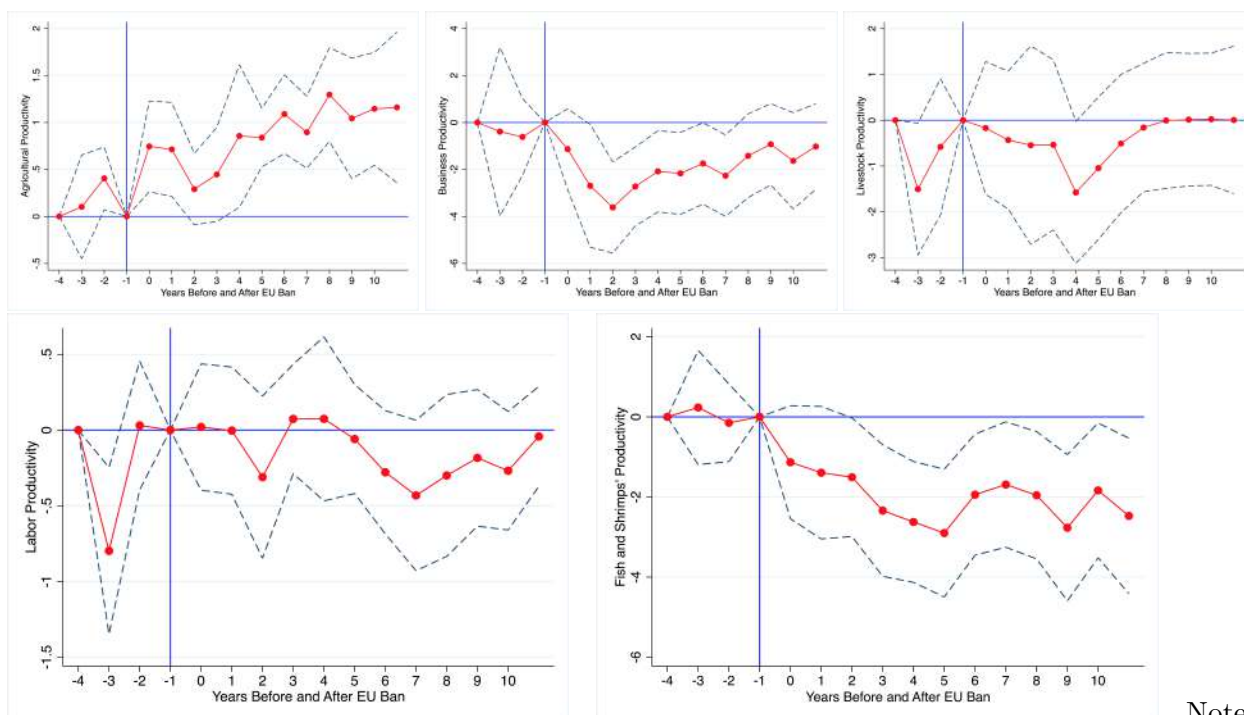 Agricultural Productivity
2
1.5
1
.5
0
-.5
-4 -3 -2 -1 0 1 2 3 4 5 6 7 8 9 10
Years Before and After EU Ban
Business Productivity
4
2
0
-2
-4
-6
-4 -3 -2 -1 0 1 2 3 4 5 6 7 8 9 10
Years Before and After EU Ban
Livestock Productivity
2
1
0
-1
-2
-3
-4 -3 -2 -1 0 1 2 3 4 5 6 7 8 9 10
Years Before and After EU Ban
Labor Productivity
.5
0
-.5
-1
-1.5
-4 -3 -2 -1 0 1 2 3 4 5 6 7 8 9 10
Years Before and After EU Ban
Fish and Shrimps' Productivity
2
0
-2
-4
-6
-4 -3 -2 -1 0 1 2 3 4 5 6 7 8 9 10
Years Before and After EU Ban
Note